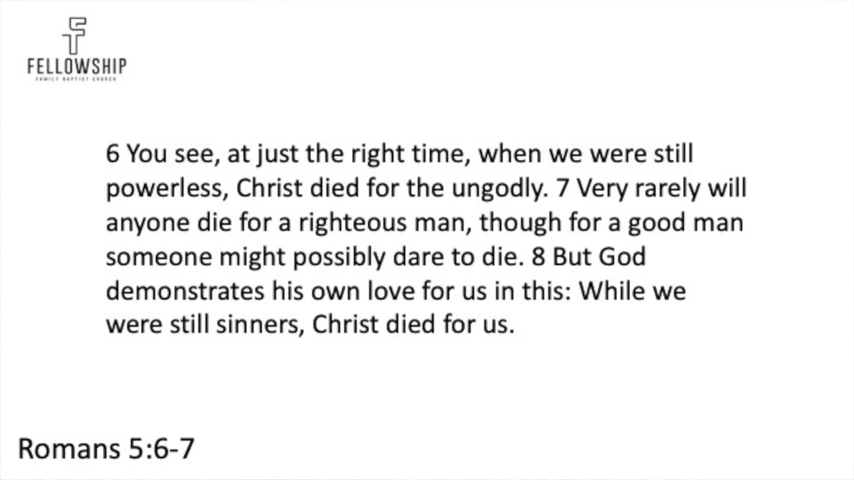 FELLOWSHIP
FAMILY BAPTIST CHURCH
6 You see, at just the right time, when we were still
powerless, Christ died for the ungodly. 7 Very rarely will
anyone die for a righteous man, though for a good man
someone might possibly dare to die. 8 But God
demonstrates his own love for us in this: While we
were still sinners, Christ died for us.
Romans 5:6-7